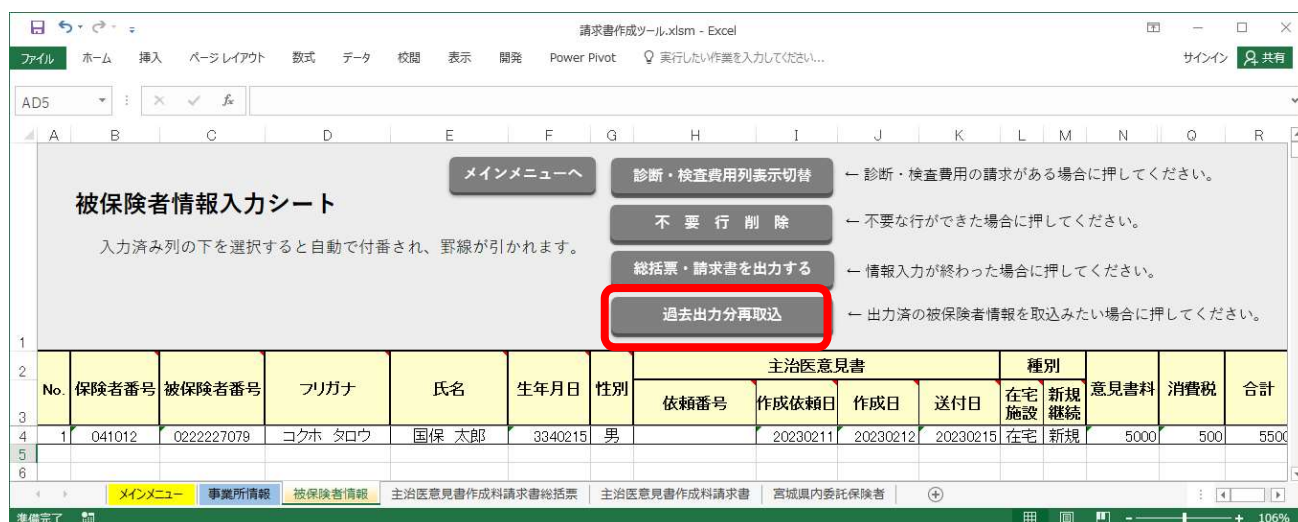 請求書作成ツール.xlsm - Excel
ファイル ホーム 挿入 ページ レイアウト 数式 データ 校閲 表示 開発 Power Pivot 実行したい作業を入力してください... サインイン 共有
AD5 fx
A B C D E F G H I J K L M N Q R
メインメニューへ 診断・検査費用列表示切替 ← 診断・検査費用の請求がある場合に押してください。
被保険者情報入力シート
不 要 行 削 除 ← 不要な行ができた場合に押してください。
入力済み列の下を選択すると自動で付番され、罫線が引かれます。
総括票・請求書を出力する ← 情報入力が終わった場合に押してください。
過去出力分再取込 ← 出力済の被保険者情報を取込みたい場合に押してください。
1
2 主治医意見書 種別
No. 保険者番号 被保険者番号 フリガナ 氏名 生年月日 性別 意見書料 消費税 合計
3 依頼番号 作成依頼日 作成日 送付日 在宅施設 新規継続
4 1 041012 0222227079 コクホ タロウ 国保 太郎 3340215 男 20230211 20230212 20230215 在宅 新規 5000 500 5500
5
6
メインメニュー 事業所情報 被保険者情報 主治医意見書作成料請求書総括票 主治医意見書作成料請求書 宮城県内委託保険者
準備完了 106%